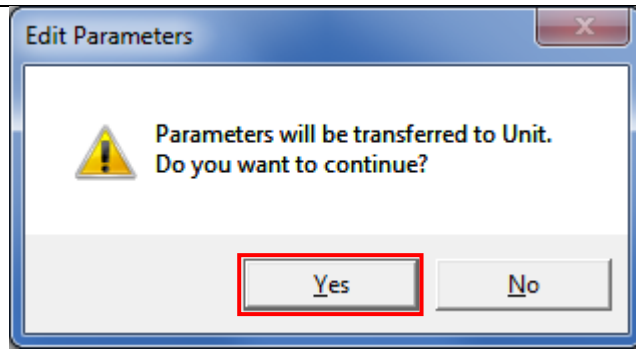 Edit Parameters
Parameters will be transferred to Unit.
Do you want to continue?
Yes
No